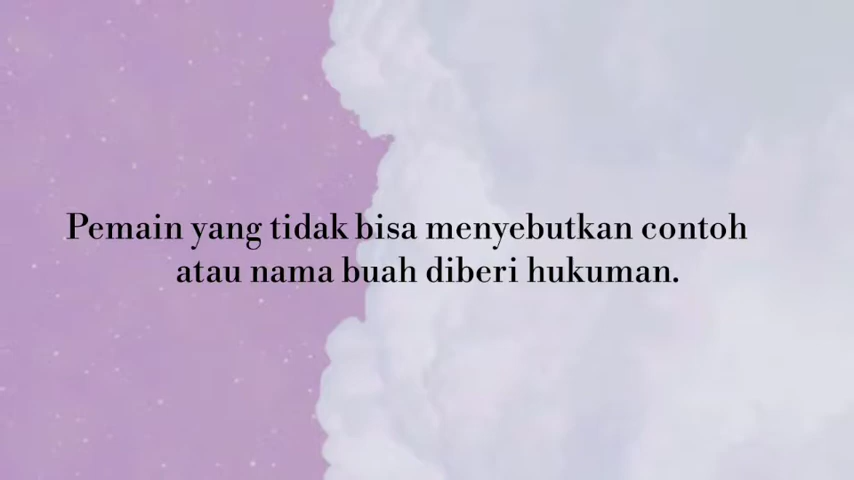 Pemain yang tidak bisa menyebutkan contoh
atau nama buah diberi hukuman.